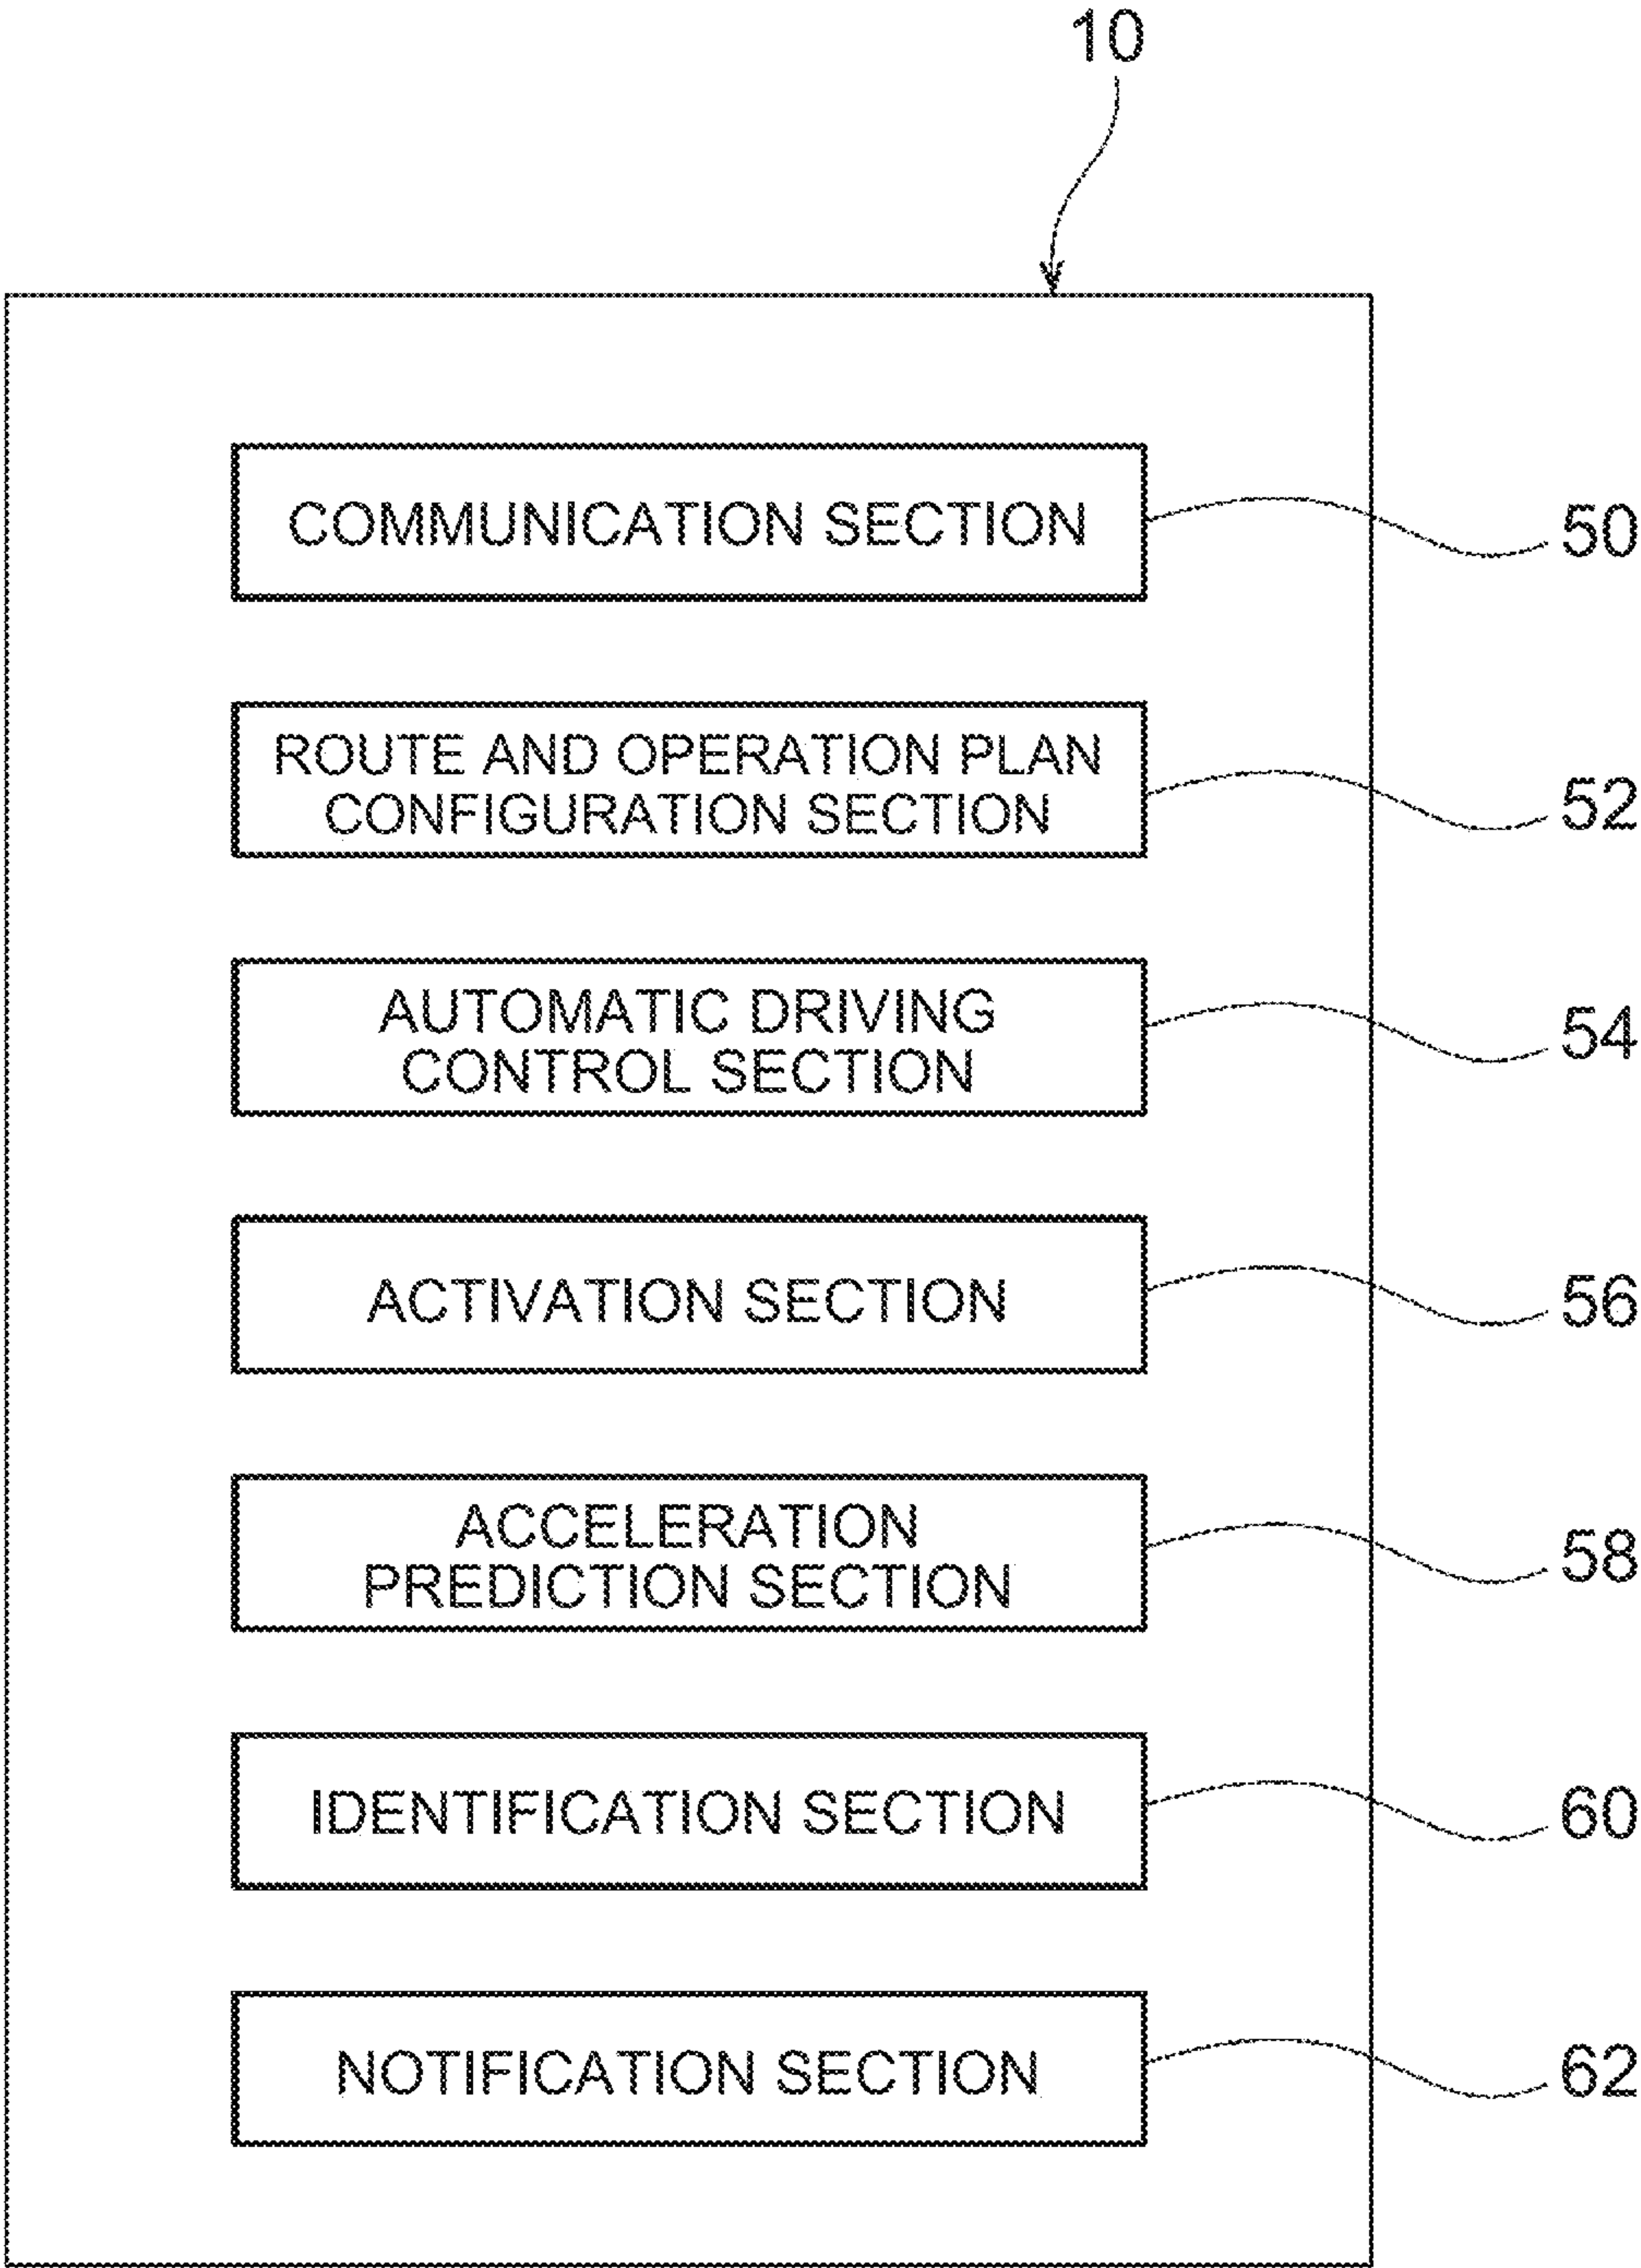 10
COMMUNICATION SECTION
50
ROUTE AND OPERATION PLAN
CONFIGURATION SECTION
52
AUTOMATIC DRIVING
CONTROL SECTION
54
ACTIVATION SECTION
56
ACCELERATION
PREDICTION SECTION
58
IDENTIFICATION SECTION
60
NOTIFICATION SECTION
62